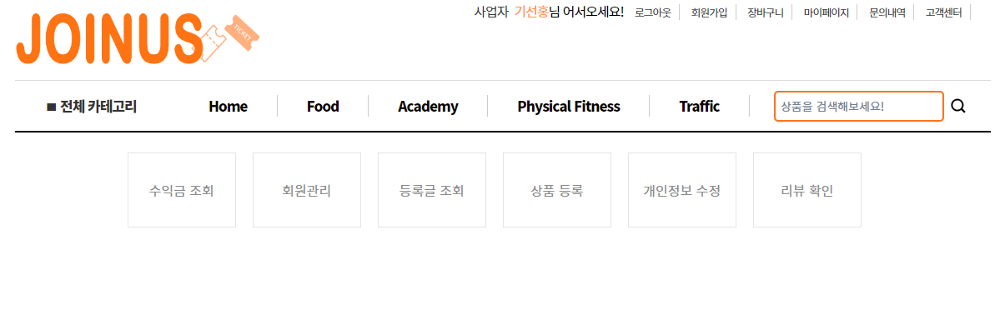 사업자 기선홍님 어서오세요! 로그아웃 회원가입 장바구니 마이페이지 문의내역 고객센터
JOINUS TICKET
■ 전체 카테고리 Home Food Academy Physical Fitness Traffic 상품을 검색해보세요!
수익금 조회 회원관리 등록글 조회 상품 등록 개인정보 수정 리뷰 확인